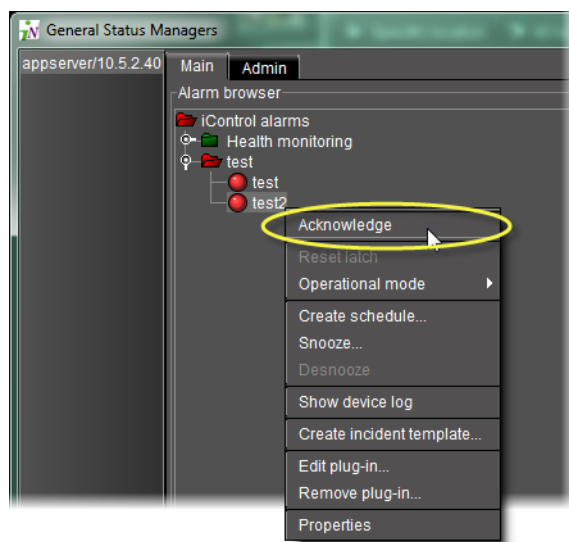 General Status Managers
appserver/10.5.2.40
Main Admin
Alarm browser
iControl alarms
Health monitoring
test
test
test2
Acknowledge
Reset latch
Operational mode
Create schedule...
Snooze...
Desnooze
Show device log
Create incident template...
Edit plug-in...
Remove plug-in...
Properties